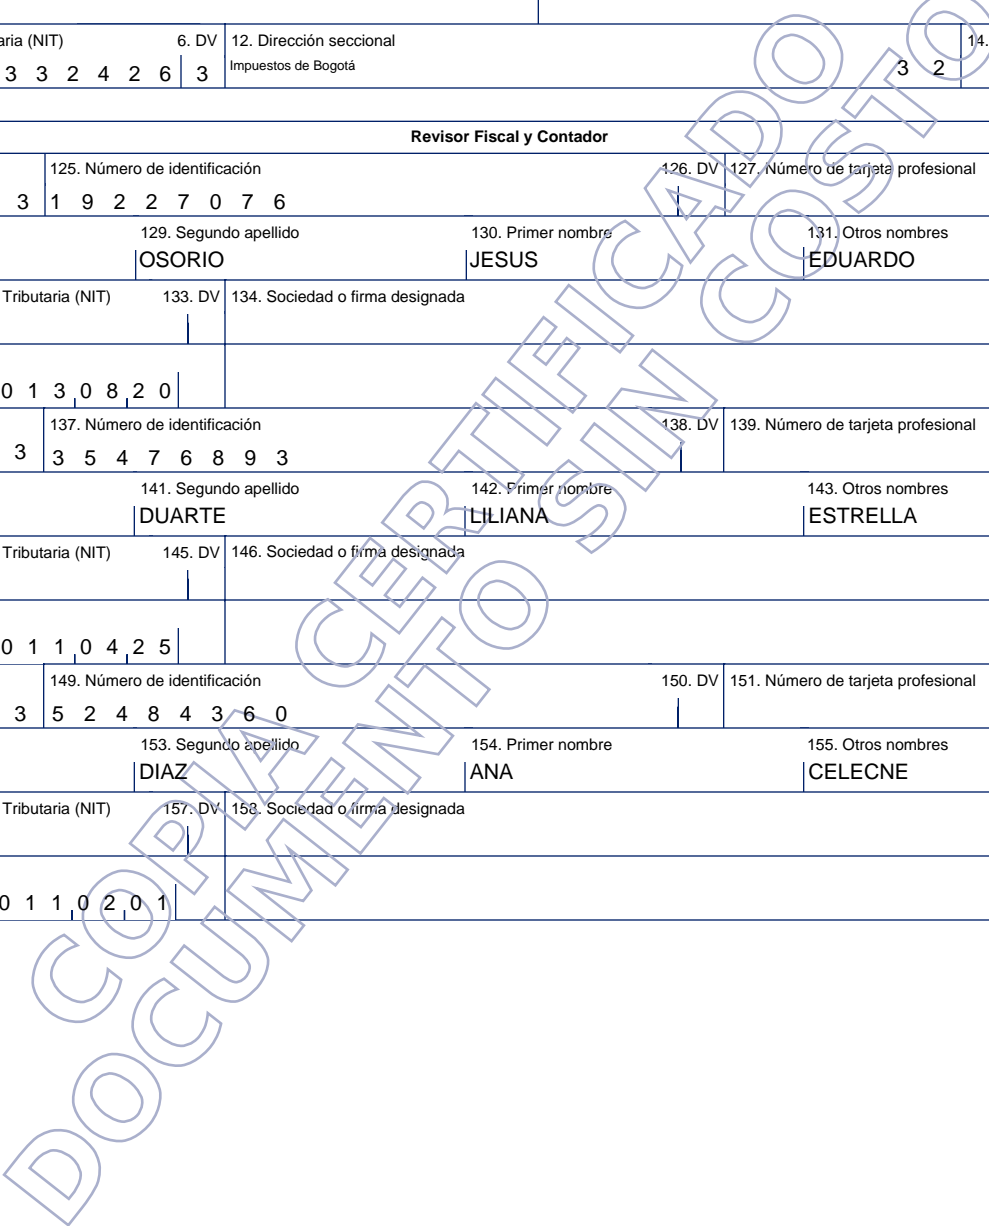 aria (NIT) 6. DV 12. Dirección seccional 14.
3 3 2 4 2 6 3 Impuestos de Bogotá 3 2
Revisor Fiscal y Contador
125. Número de identificación 126. DV 127. Número de tarjeta profesional
3 1 9 2 2 7 0 7 6
129. Segundo apellido 130. Primer nombre 131. Otros nombres
OSORIO JESUS EDUARDO
Tributaria (NIT) 133. DV 134. Sociedad o firma designada
0 1 3 0 8 2 0
137. Número de identificación 138. DV 139. Número de tarjeta profesional
3 3 5 4 7 6 8 9 3
141. Segundo apellido 142. Primer nombre 143. Otros nombres
DUARTE LILIANA ESTRELLA
Tributaria (NIT) 145. DV 146. Sociedad o firma designada
0 1 1 0 4 2 5
149. Número de identificación 150. DV 151. Número de tarjeta profesional
3 5 2 4 8 4 3 6 0
153. Segundo apellido 154. Primer nombre 155. Otros nombres
DIAZ ANA CELECNE
Tributaria (NIT) 157. DV 158. Sociedad o firma designada
0 1 1 0 2 0 1
COPIA CERTIFICADO
DOCUMENTO SIN COSTO